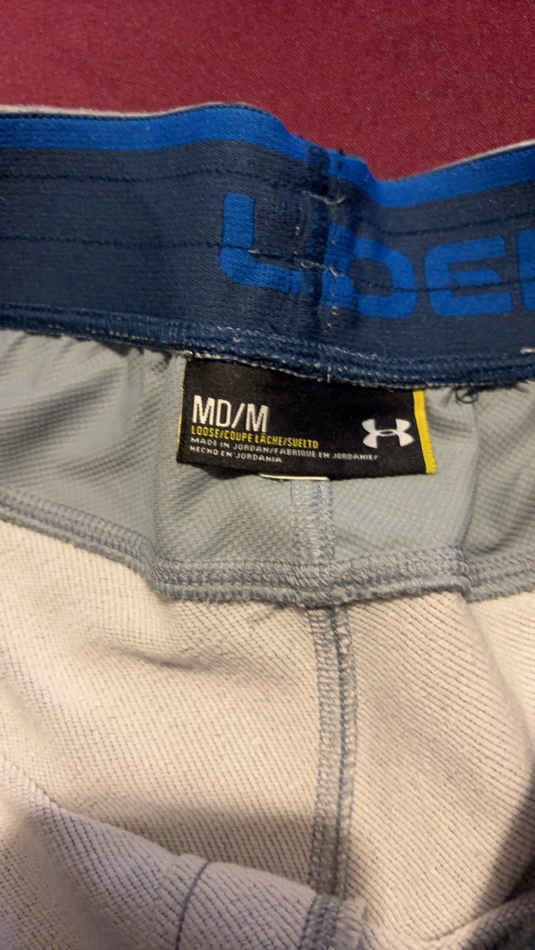 MD/M
LOOSE/COUPE LÂCHE/SUELTO
MADE IN JORDAN/FABRIQUÉ EN JORDANIE/
HECHO EN JORDANIA